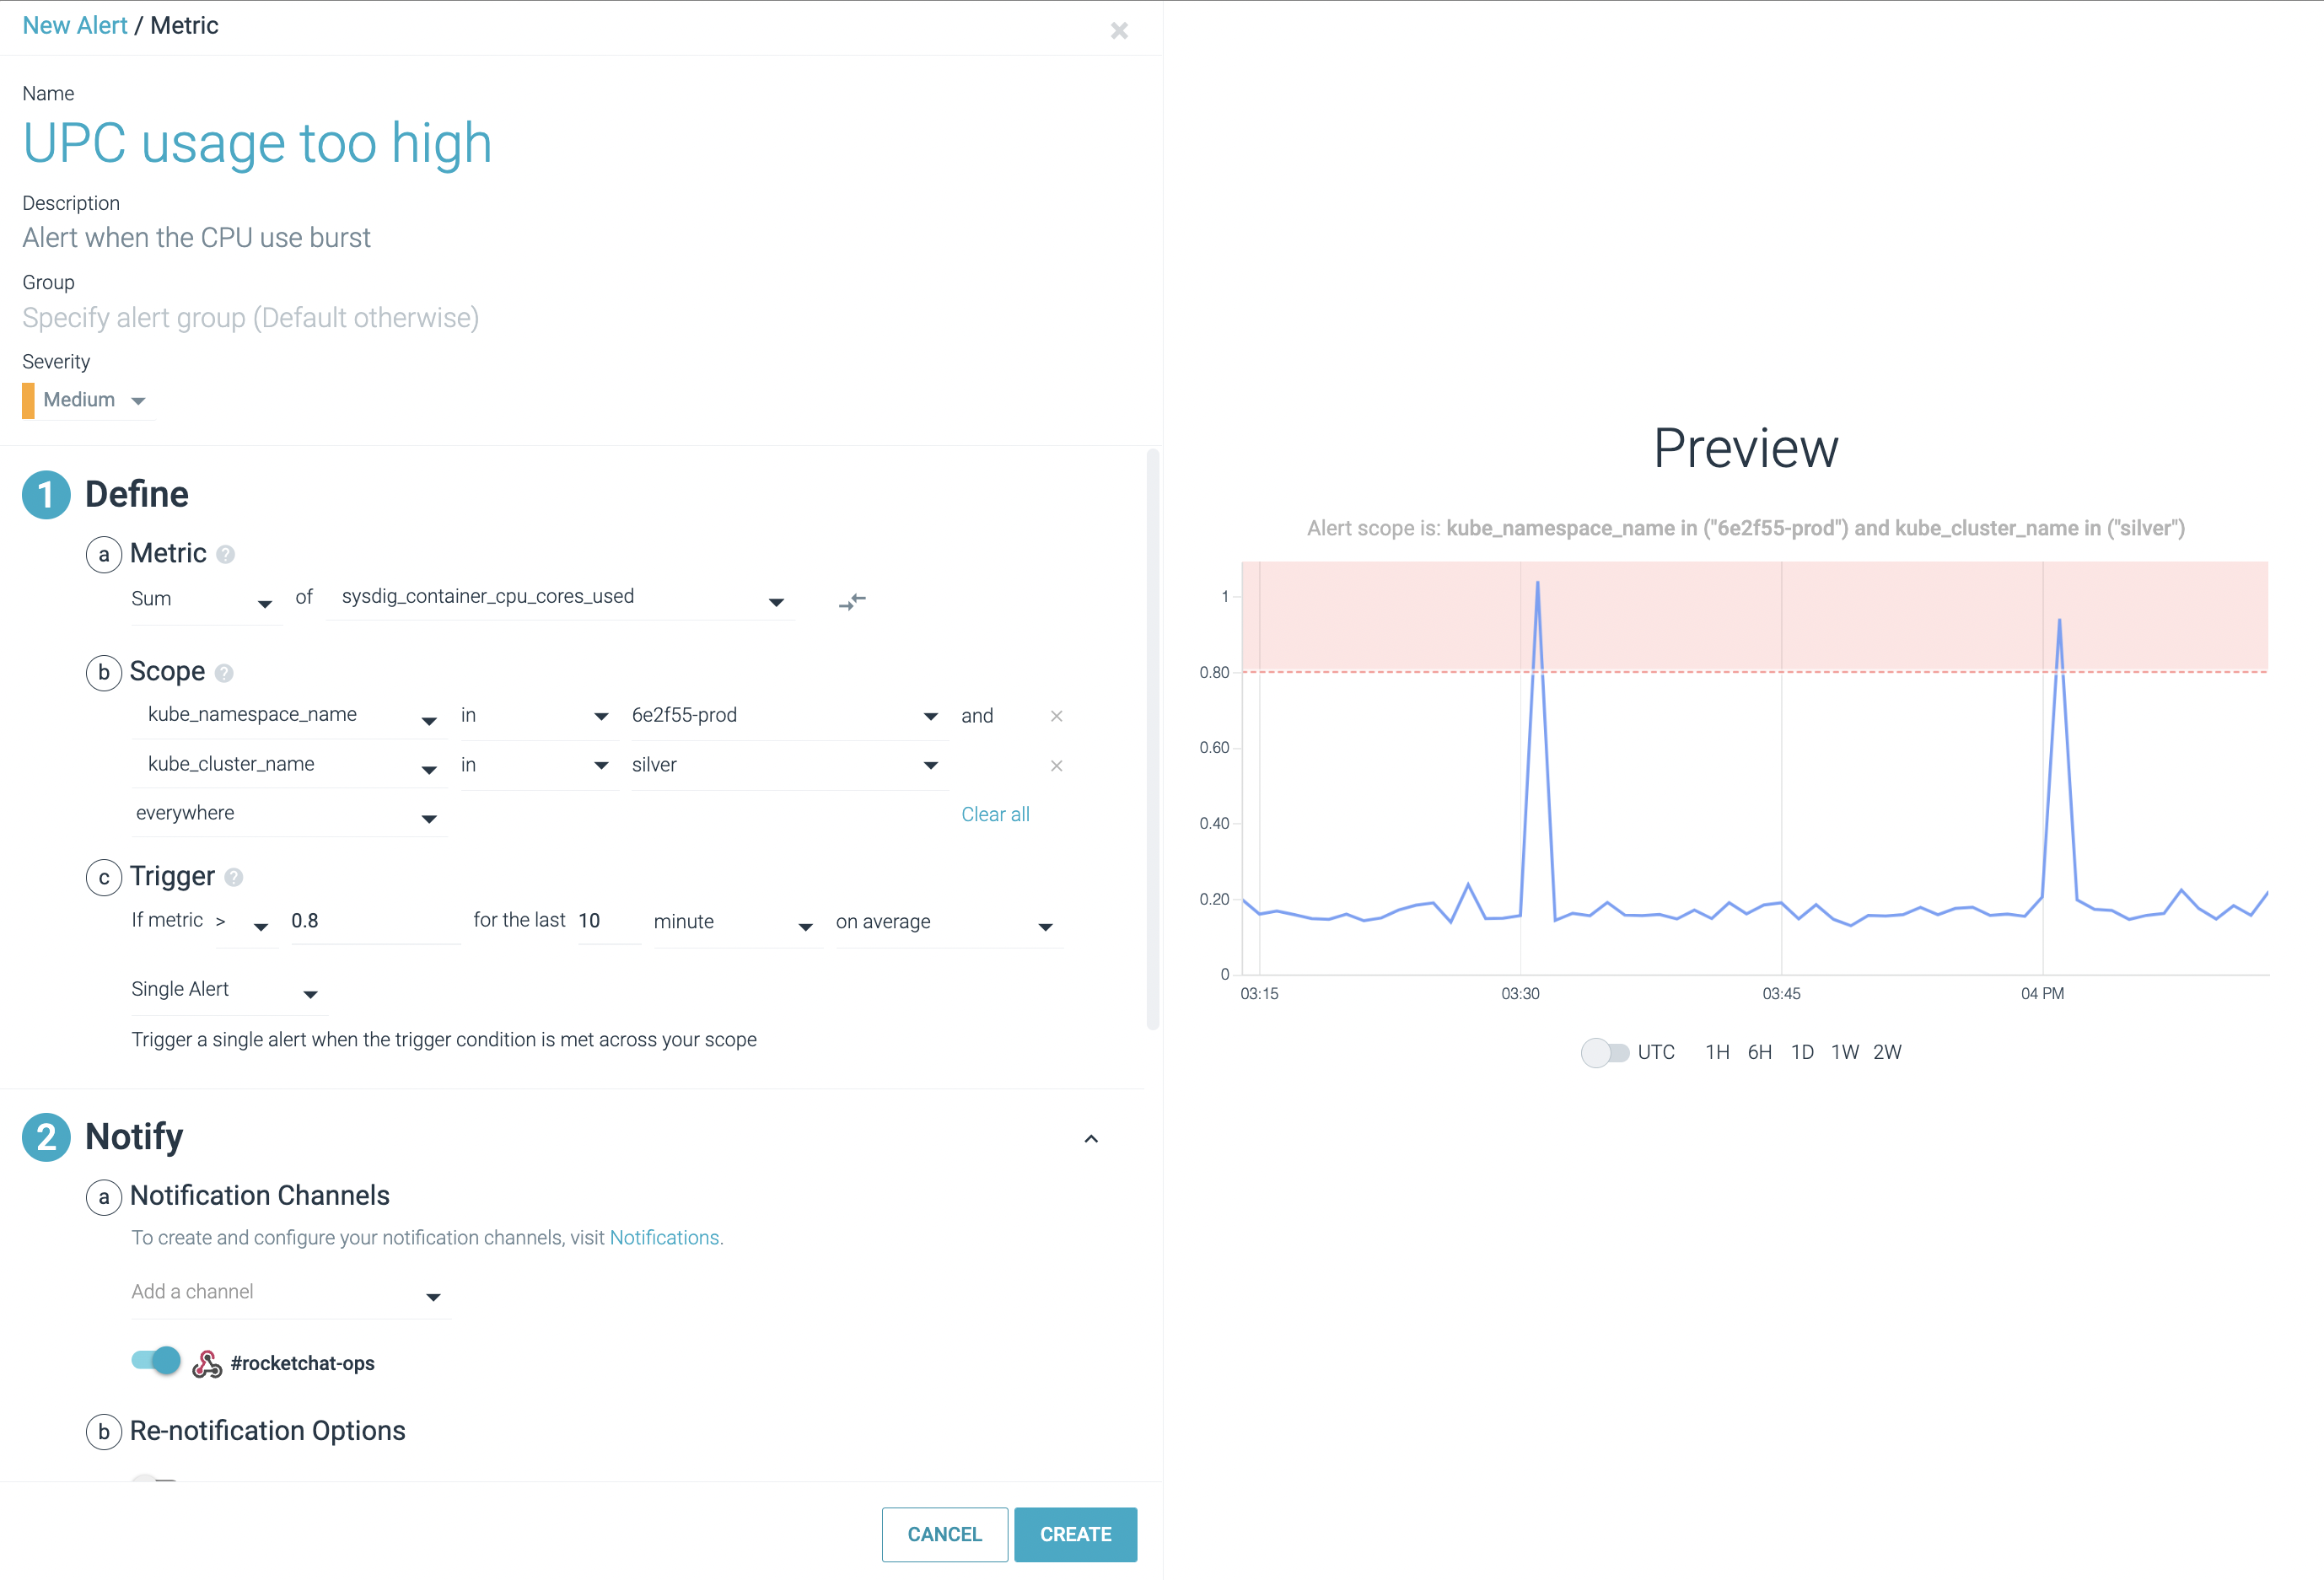 New Alert / Metric
Name
UPC usage too high
Description
Alert when the CPU use burst
Group
Specify alert group (Default otherwise)
Severity
Medium
1 Define
a Metric ?
Sum of sysdig_container_cpu_cores_used
b Scope ?
kube_namespace_name in 6e2f55-prod and
kube_cluster_name in silver
everywhere Clear all
c Trigger ?
If metric > 0.8 for the last 10 minute on average
Single Alert
Trigger a single alert when the trigger condition is met across your scope
2 Notify
a Notification Channels
To create and configure your notification channels, visit Notifications.
Add a channel
#rocketchat-ops
b Re-notification Options
CANCEL CREATE
Preview
Alert scope is: kube_namespace_name in ("6e2f55-prod") and kube_cluster_name in ("silver")
1
0.80
0.60
0.40
0.20
0
03:15 03:30 03:45 04 PM
UTC 1H 6H 1D 1W 2W